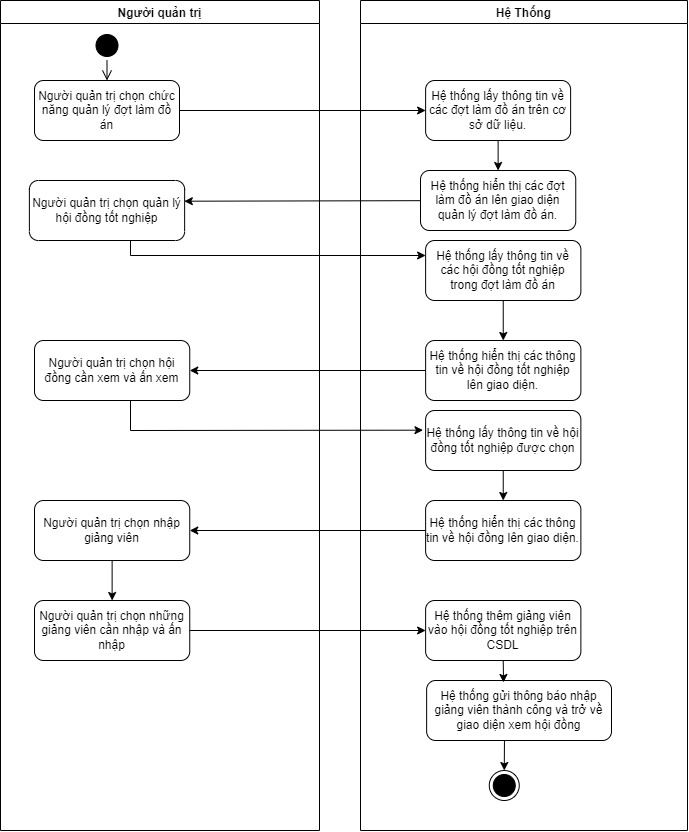 Người quản trị
Hệ Thống
Người quản trị chọn chức
năng quản lý đợt làm đồ
án
Hệ thống lấy thông tin về
các đợt làm đồ án trên cơ
sở dữ liệu.
Hệ thống hiển thị các đợt
làm đồ án lên giao diện
quản lý đợt làm đồ án.
Người quản trị chọn quản lý
hội đồng tốt nghiệp
Hệ thống lấy thông tin về
các hội đồng tốt nghiệp
trong đợt làm đồ án
Hệ thống hiển thị các thông
tin về hội đồng tốt nghiệp
lên giao diện.
Người quản trị chọn hội
đồng cần xem và ấn xem
Hệ thống lấy thông tin về hội
đồng tốt nghiệp được chọn
Hệ thống hiển thị các thông
tin về hội đồng lên giao diện.
Người quản trị chọn nhập
giảng viên
Người quản trị chọn những
giảng viên cần nhập và ấn
nhập
Hệ thống thêm giảng viên
vào hội đồng tốt nghiệp trên
CSDL
Hệ thống gửi thông báo nhập
giảng viên thành công và trở về
giao diện xem hội đồng